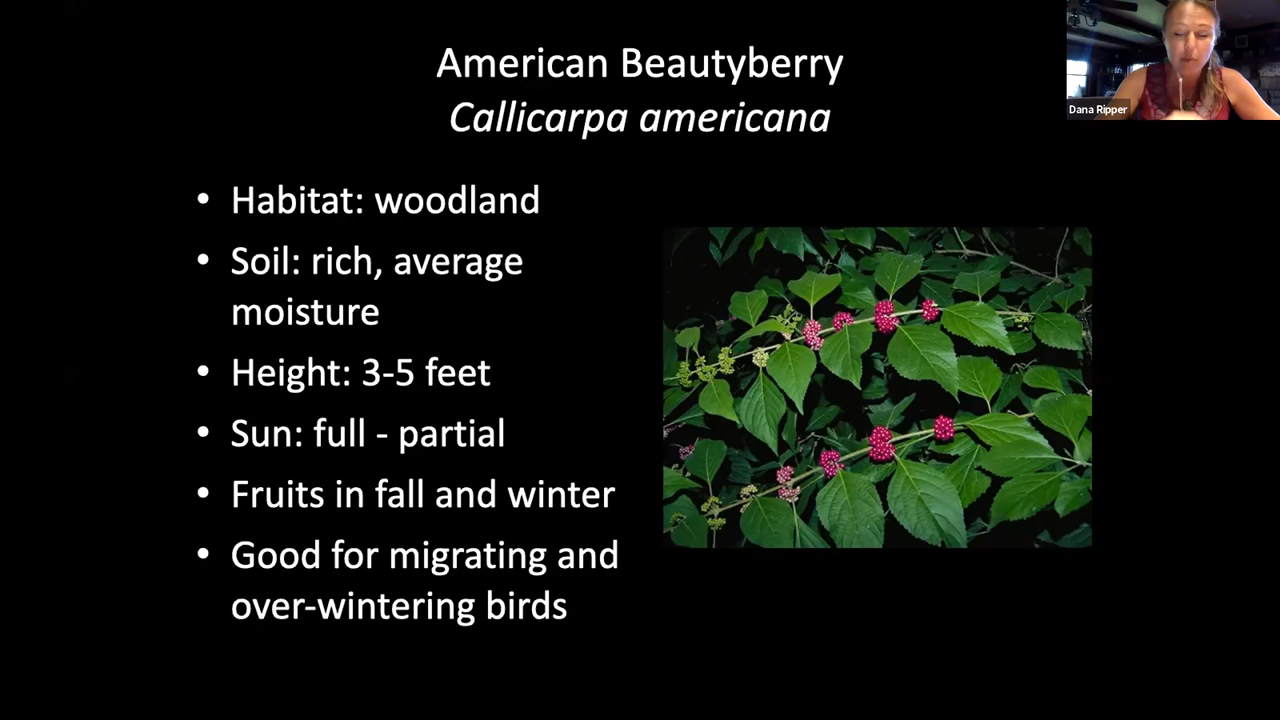 American Beautyberry
Callicarpa americana
Dana Ripper
• Habitat: woodland
• Soil: rich, average
moisture
• Height: 3-5 feet
• Sun: full - partial
• Fruits in fall and winter
• Good for migrating and
over-wintering birds